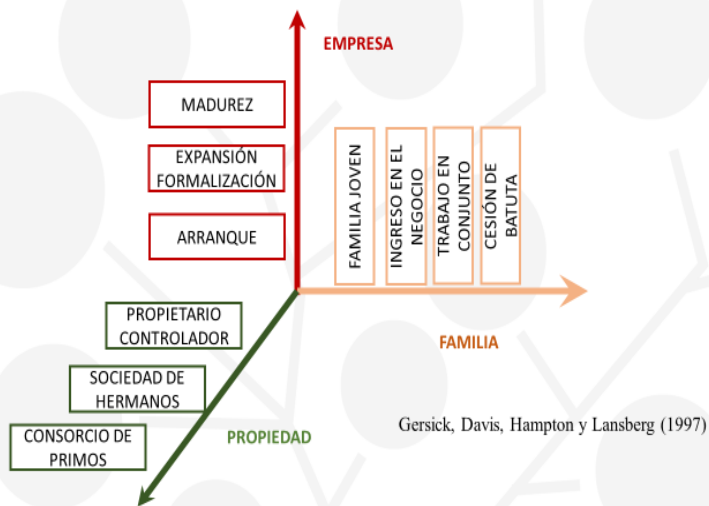 EMPRESA
MADUREZ
EXPANSIÓN
FORMALIZACIÓN
ARRANQUE
FAMILIA JOVEN
INGRESO EN EL
NEGOCIO
TRABAJO EN
CONJUNTO
CESIÓN DE
BATUTA
PROPIETARIO
CONTROLADOR
FAMILIA
SOCIEDAD DE
HERMANOS
CONSORCIO DE
PRIMOS
PROPIEDAD
Gersick, Davis, Hampton y Lansberg (1997)